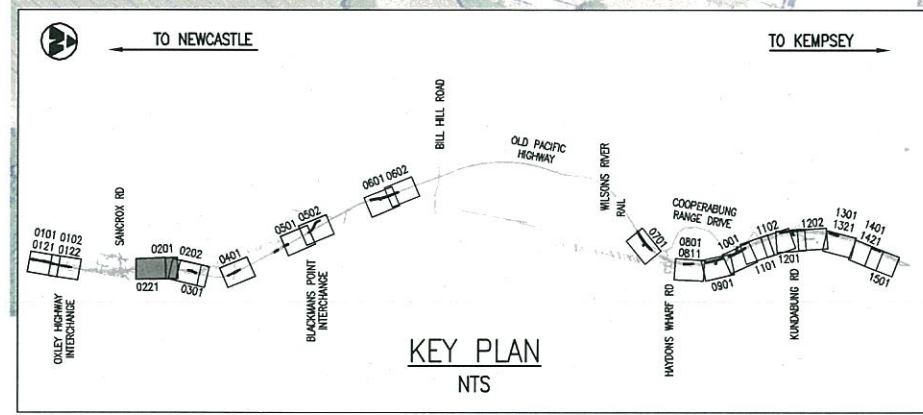 TO NEWCASTLE
TO KEMPSEY
SANCROX RD
BILL HILL ROAD
OLD PACIFIC
HIGHWAY
WILSONS RIVER
RAIL
COOPERABUNG
RANGE DRIVE
0101 0102
0121 0122
0201
0202
0221
0301
0401
0501
0502
0601 0602
0701
0801
0811
0901
1001
1101
1102
1201
1202
1301
1321
1401
1421
1501
OXLEY HIGHWAY
INTERCHANGE
BLACKMANS POINT
INTERCHANGE
HAYDONS WHARF RD
KUNDABUNG RD
KEY PLAN
NTS